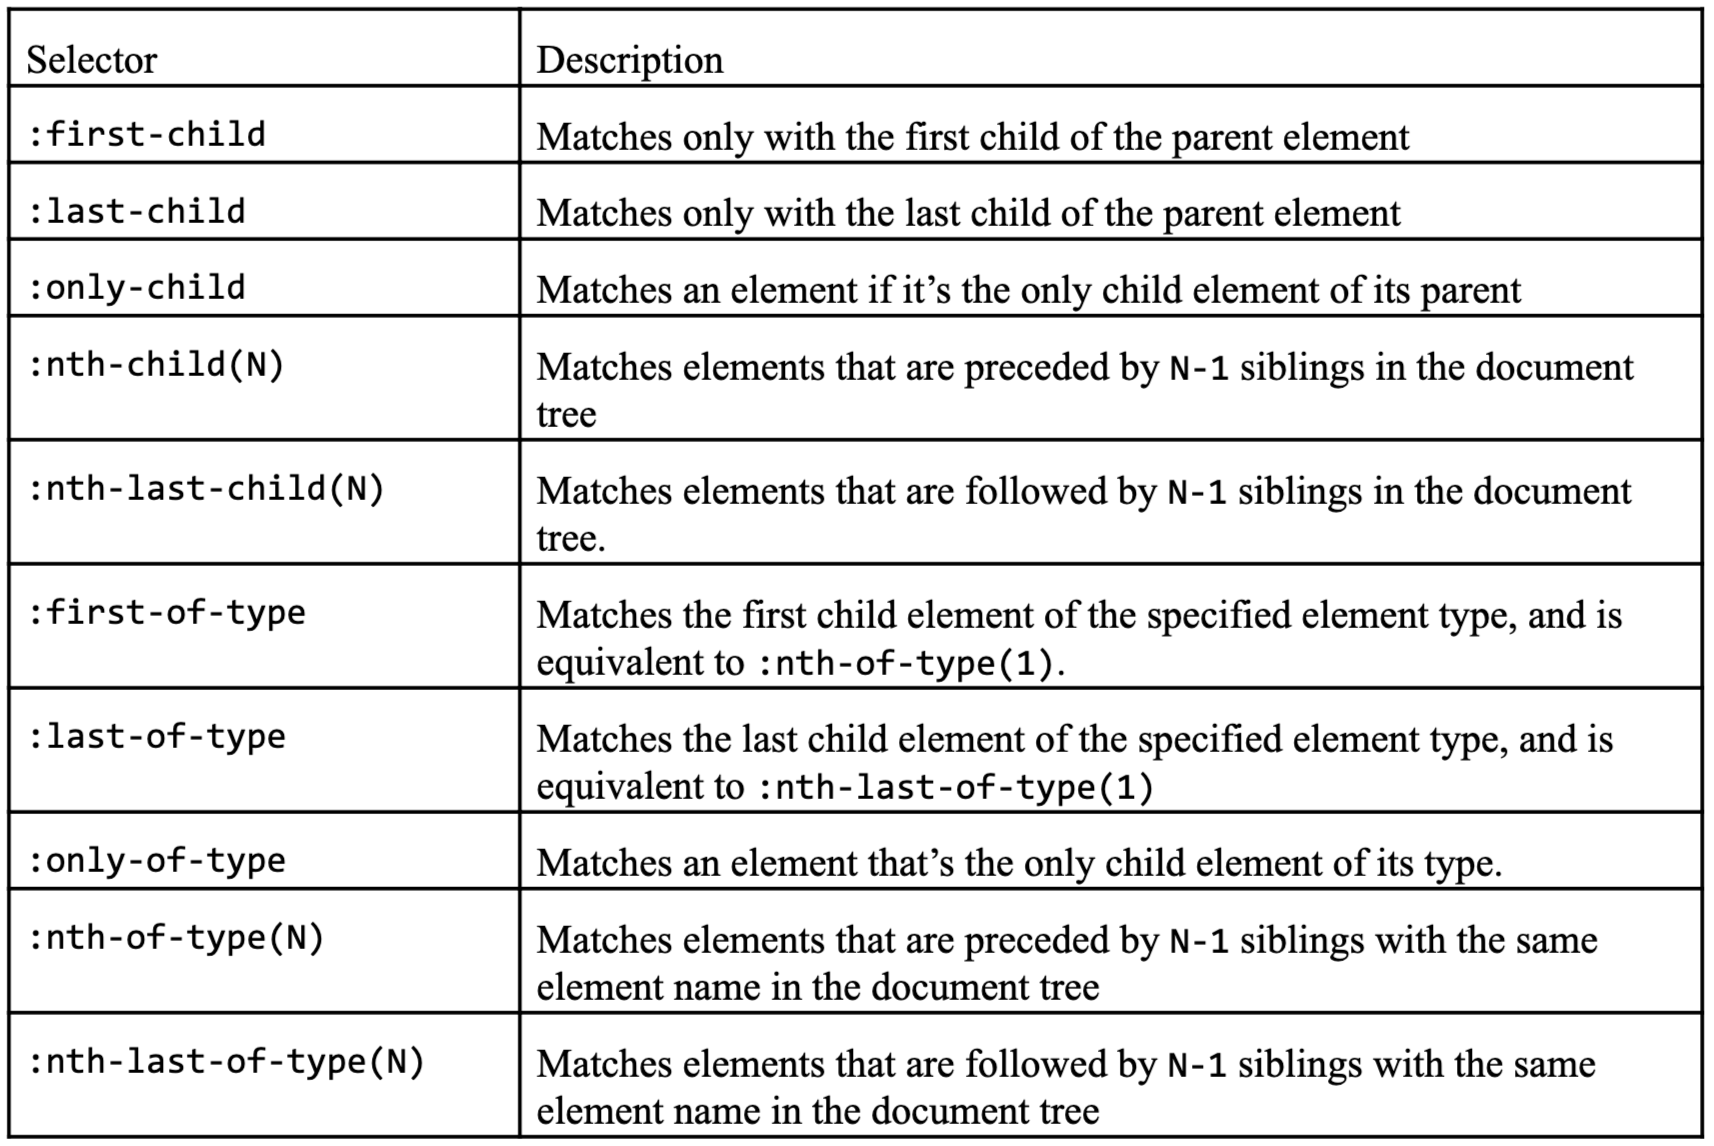 Selector Description
:first-child Matches only with the first child of the parent element
:last-child Matches only with the last child of the parent element
:only-child Matches an element if it’s the only child element of its parent
:nth-child(N) Matches elements that are preceded by N-1 siblings in the document
tree
:nth-last-child(N) Matches elements that are followed by N-1 siblings in the document
tree.
:first-of-type Matches the first child element of the specified element type, and is
equivalent to :nth-of-type(1).
:last-of-type Matches the last child element of the specified element type, and is
equivalent to :nth-last-of-type(1)
:only-of-type Matches an element that’s the only child element of its type.
:nth-of-type(N) Matches elements that are preceded by N-1 siblings with the same
element name in the document tree
:nth-last-of-type(N) Matches elements that are followed by N-1 siblings with the same
element name in the document tree